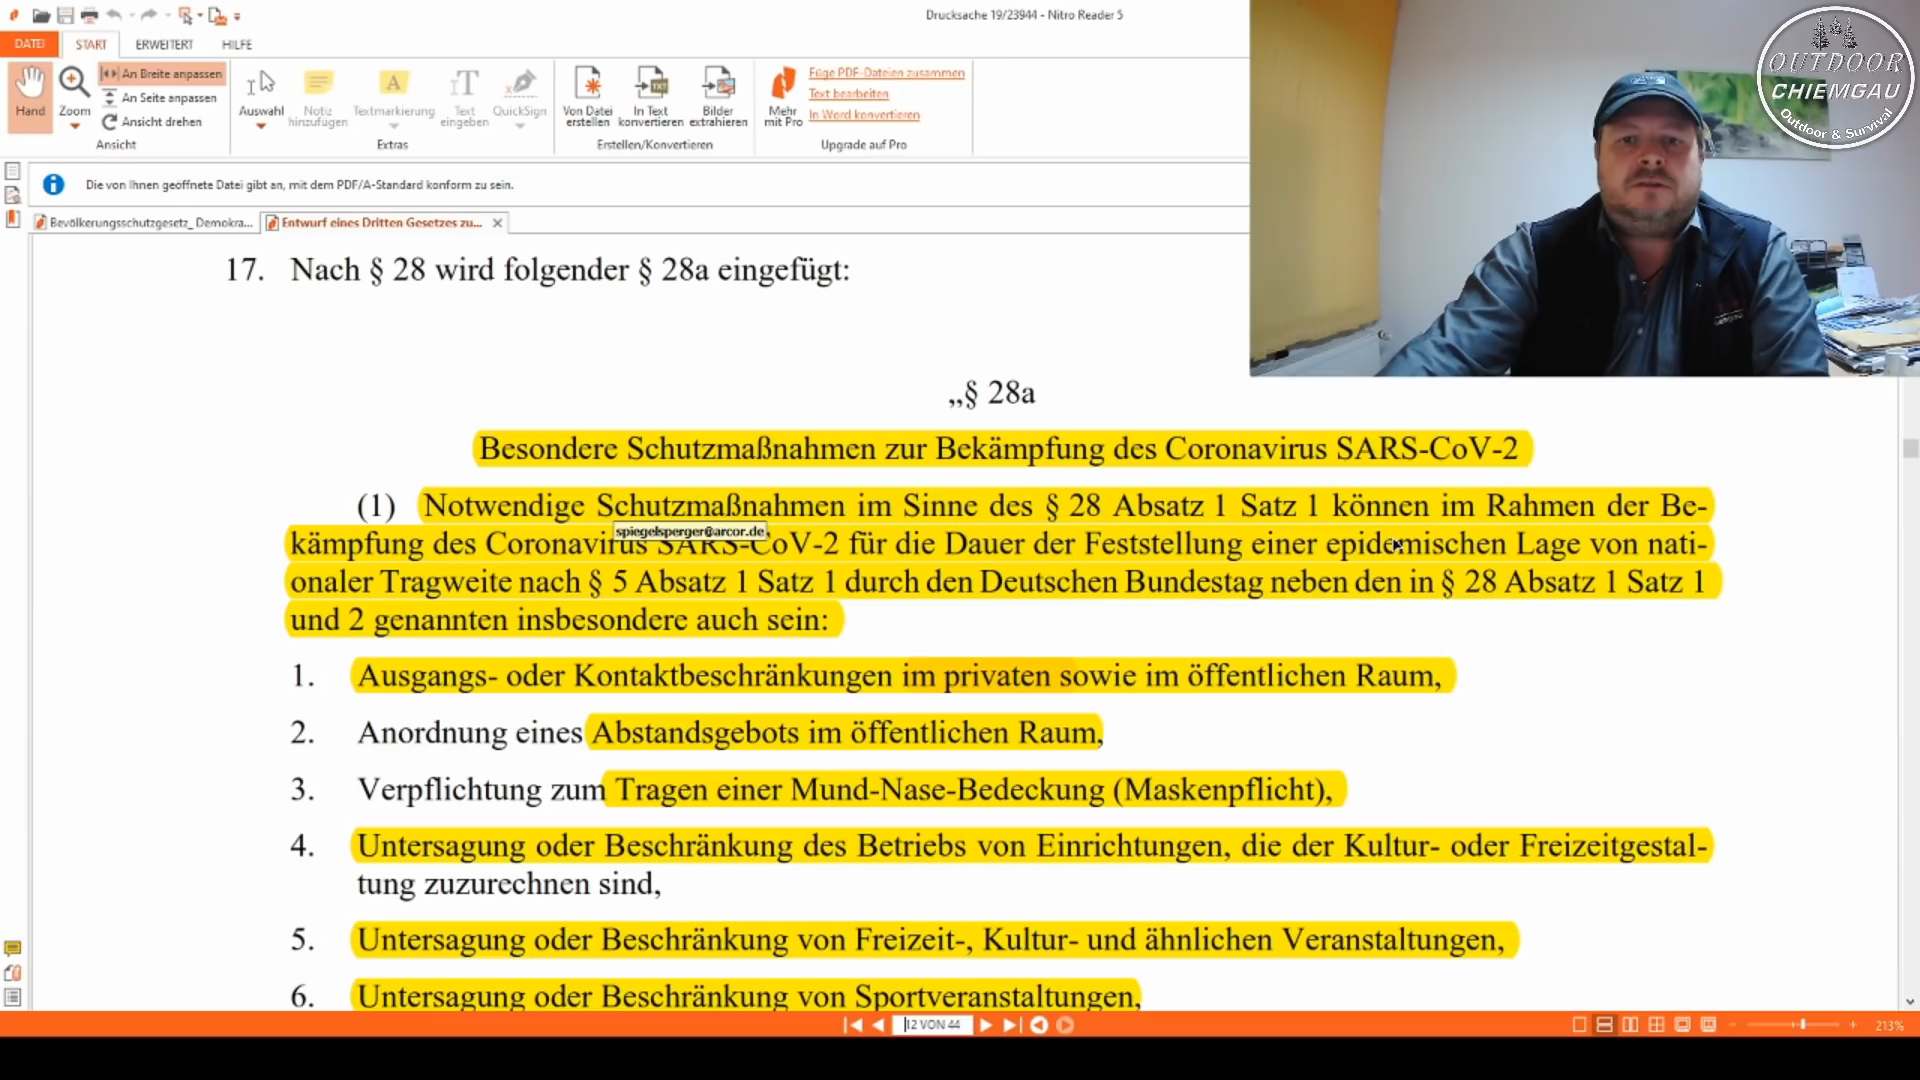 Drucksache 19/23944 - Nitro Reader 5
DATEI START ERWEITERT HILFE
Hand
Zoom
An Breite anpassen
An Seite anpassen
Ansicht drehen
Ansicht
Auswahl
Notiz hinzufügen
Textmarkierung
Text eingeben
QuickSign
Extras
Von Datei erstellen
In Text konvertieren
Bilder extrahieren
Erstellen/Konvertieren
Mehr mit Pro
Füge PDF-Dateien zusammen
Text bearbeiten
In Word konvertieren
Upgrade auf Pro
OUTDOOR
CHIEMGAU
Outdoor & Survival
Die von Ihnen geöffnete Datei gibt an, mit dem PDF/A-Standard konform zu sein.
Bevölkerungsschutzgesetz_ Demokra... Entwurf eines Dritten Gesetzes zu...
17. Nach § 28 wird folgender § 28a eingefügt:
„§ 28a
Besondere Schutzmaßnahmen zur Bekämpfung des Coronavirus SARS-CoV-2
(1) Notwendige Schutzmaßnahmen im Sinne des § 28 Absatz 1 Satz 1 können im Rahmen der Be-
spiegelsperger@arcor.de
kämpfung des Coronavirus SARS-CoV-2 für die Dauer der Feststellung einer epidemischen Lage von nati-
onaler Tragweite nach § 5 Absatz 1 Satz 1 durch den Deutschen Bundestag neben den in § 28 Absatz 1 Satz 1
und 2 genannten insbesondere auch sein:
1. Ausgangs- oder Kontaktbeschränkungen im privaten sowie im öffentlichen Raum,
2. Anordnung eines Abstandsgebots im öffentlichen Raum,
3. Verpflichtung zum Tragen einer Mund-Nase-Bedeckung (Maskenpflicht),
4. Untersagung oder Beschränkung des Betriebs von Einrichtungen, die der Kultur- oder Freizeitgestal-
tung zuzurechnen sind,
5. Untersagung oder Beschränkung von Freizeit-, Kultur- und ähnlichen Veranstaltungen,
6. Untersagung oder Beschränkung von Sportveranstaltungen,
12 VON 44
213%